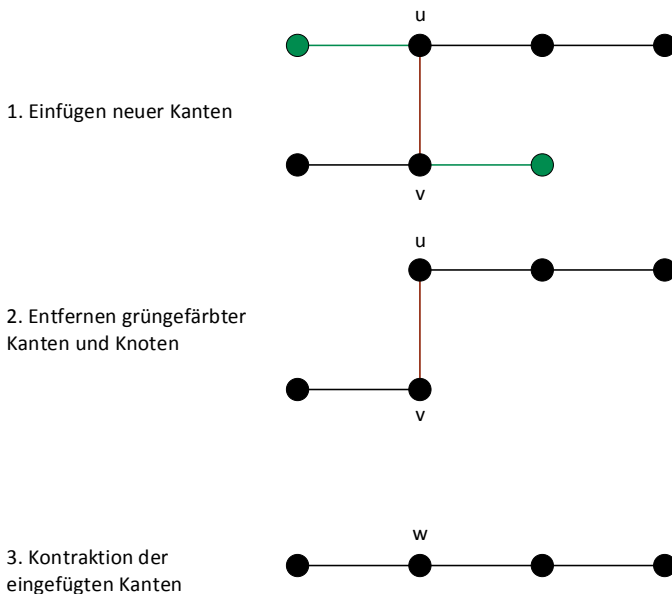 u
1. Einfügen neuer Kanten
v
u
2. Entfernen grüngefärbter
Kanten und Knoten
v
w
3. Kontraktion der
eingefügten Kanten